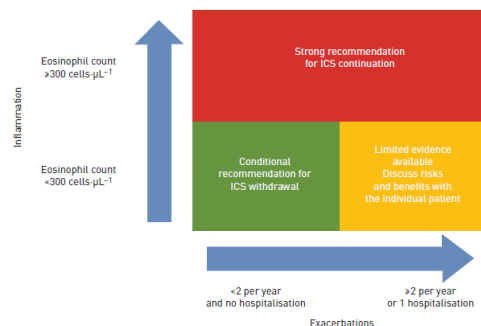 Strong recommendation
for ICS continuation
Eosinophil count
⩾300 cells·µL⁻¹
Inflammation
Eosinophil count
<300 cells·µL⁻¹
Conditional
recommendation for
ICS withdrawal
Limited evidence
available
Discuss risks
and benefits with
the individual patient
<2 per year
and no hospitalisation
⩾2 per year
or 1 hospitalisation
Exacerbations